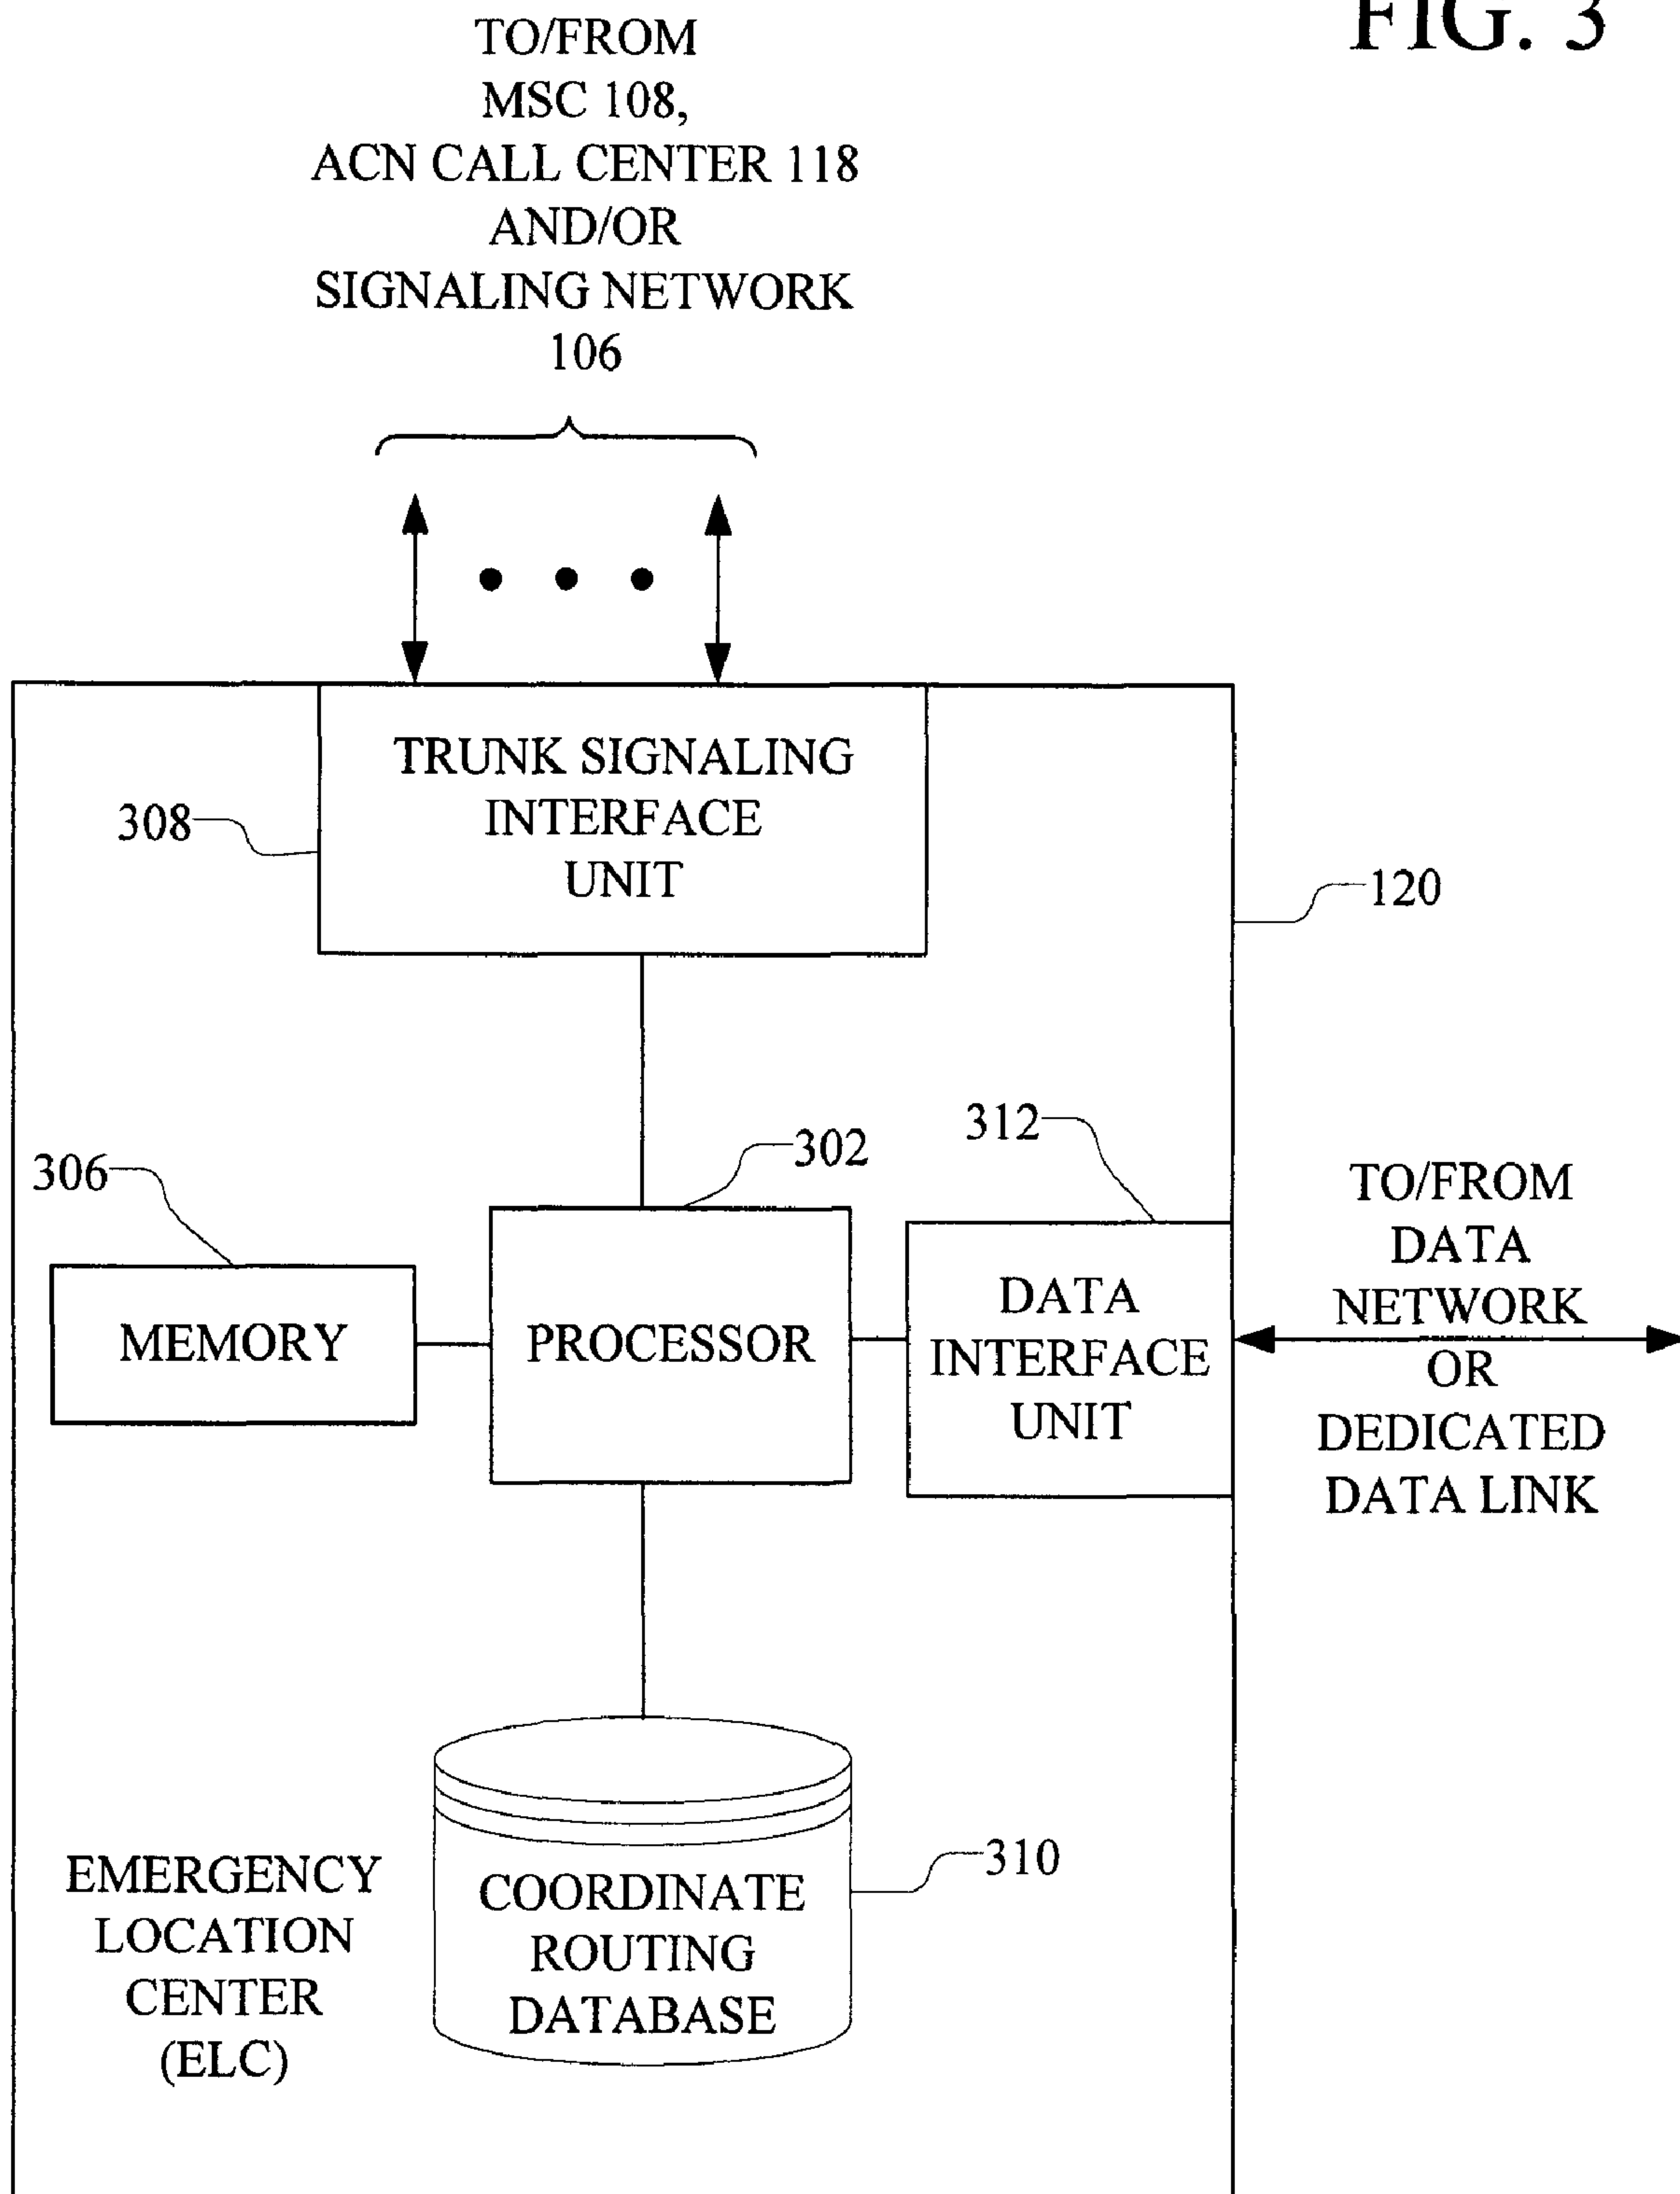 FIG. 3
TO/FROM
MSC 108,
ACN CALL CENTER 118
AND/OR
SIGNALING NETWORK
106
TRUNK SIGNALING
INTERFACE
UNIT
308
120
312
302
306
TO/FROM
DATA
NETWORK
OR
DEDICATED
DATA LINK
MEMORY
PROCESSOR
DATA
INTERFACE
UNIT
310
COORDINATE
ROUTING
DATABASE
EMERGENCY
LOCATION
CENTER
(ELC)